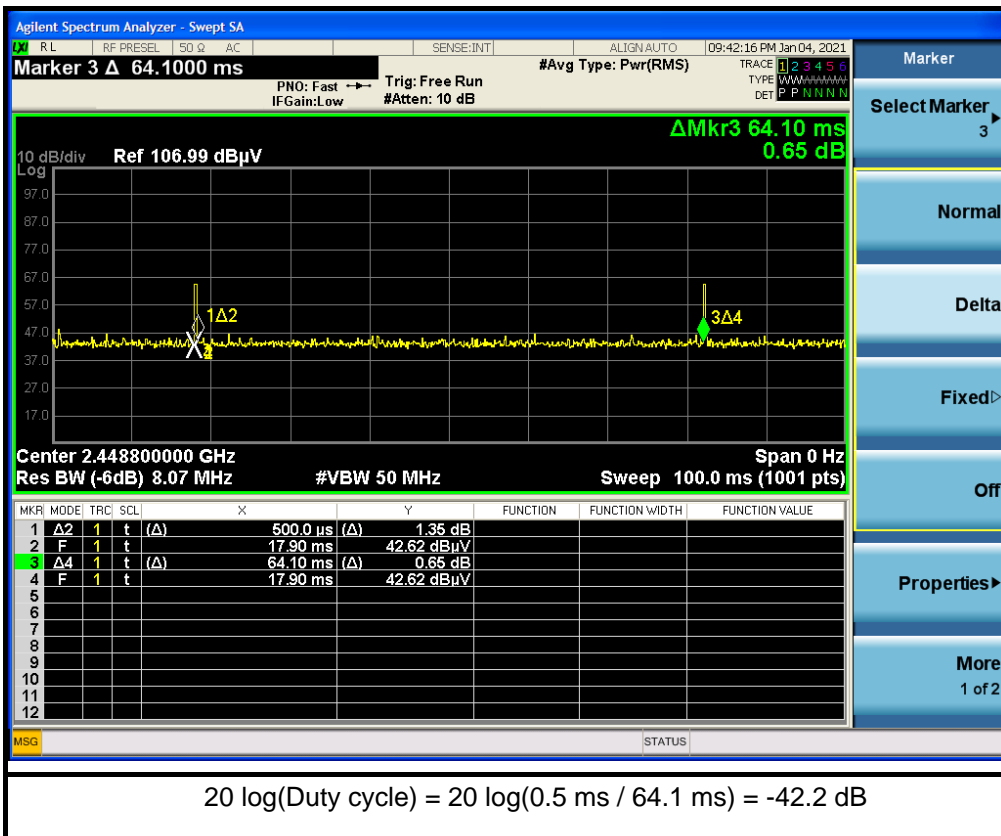 Agilent Spectrum Analyzer - Swept SA
LXI RL RF PRESEL 50 Ω AC SENSE:INT ALIGN AUTO 09:42:16 PM Jan 04, 2021
Marker 3 Δ 64.1000 ms
PNO: Fast
IFGain:Low
Trig: Free Run
#Atten: 10 dB
#Avg Type: Pwr(RMS)
TRACE 1 2 3 4 5 6
TYPE WWWWWW
DET P P N N N N
ΔMkr3 64.10 ms
0.65 dB
10 dB/div Ref 106.99 dBµV
Log
97.0
87.0
77.0
67.0
57.0
47.0
37.0
27.0
17.0
1Δ2
3Δ4
Center 2.448800000 GHz Span 0 Hz
Res BW (-6dB) 8.07 MHz #VBW 50 MHz Sweep 100.0 ms (1001 pts)
MKR MODE TRC SCL X Y FUNCTION FUNCTION WIDTH FUNCTION VALUE
1 Δ2 1 t (Δ) 500.0 µs (Δ) 1.35 dB
2 F 1 t 17.90 ms 42.62 dBµV
3 Δ4 1 t (Δ) 64.10 ms (Δ) 0.65 dB
4 F 1 t 17.90 ms 42.62 dBµV
5
6
7
8
9
10
11
12
MSG STATUS
Marker
Select Marker
3
Normal
Delta
Fixed
Off
Properties
More
1 of 2
20 log(Duty cycle) = 20 log(0.5 ms / 64.1 ms) = -42.2 dB